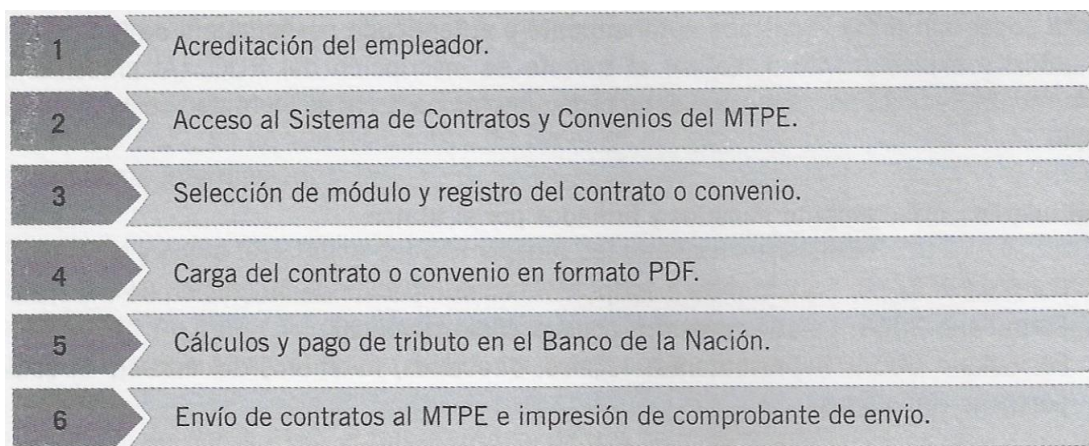 1 Acreditación del empleador.
2 Acceso al Sistema de Contratos y Convenios del MTPE.
3 Selección de módulo y registro del contrato o convenio.
4 Carga del contrato o convenio en formato PDF.
5 Cálculos y pago de tributo en el Banco de la Nación.
6 Envío de contratos al MTPE e impresión de comprobante de envio.